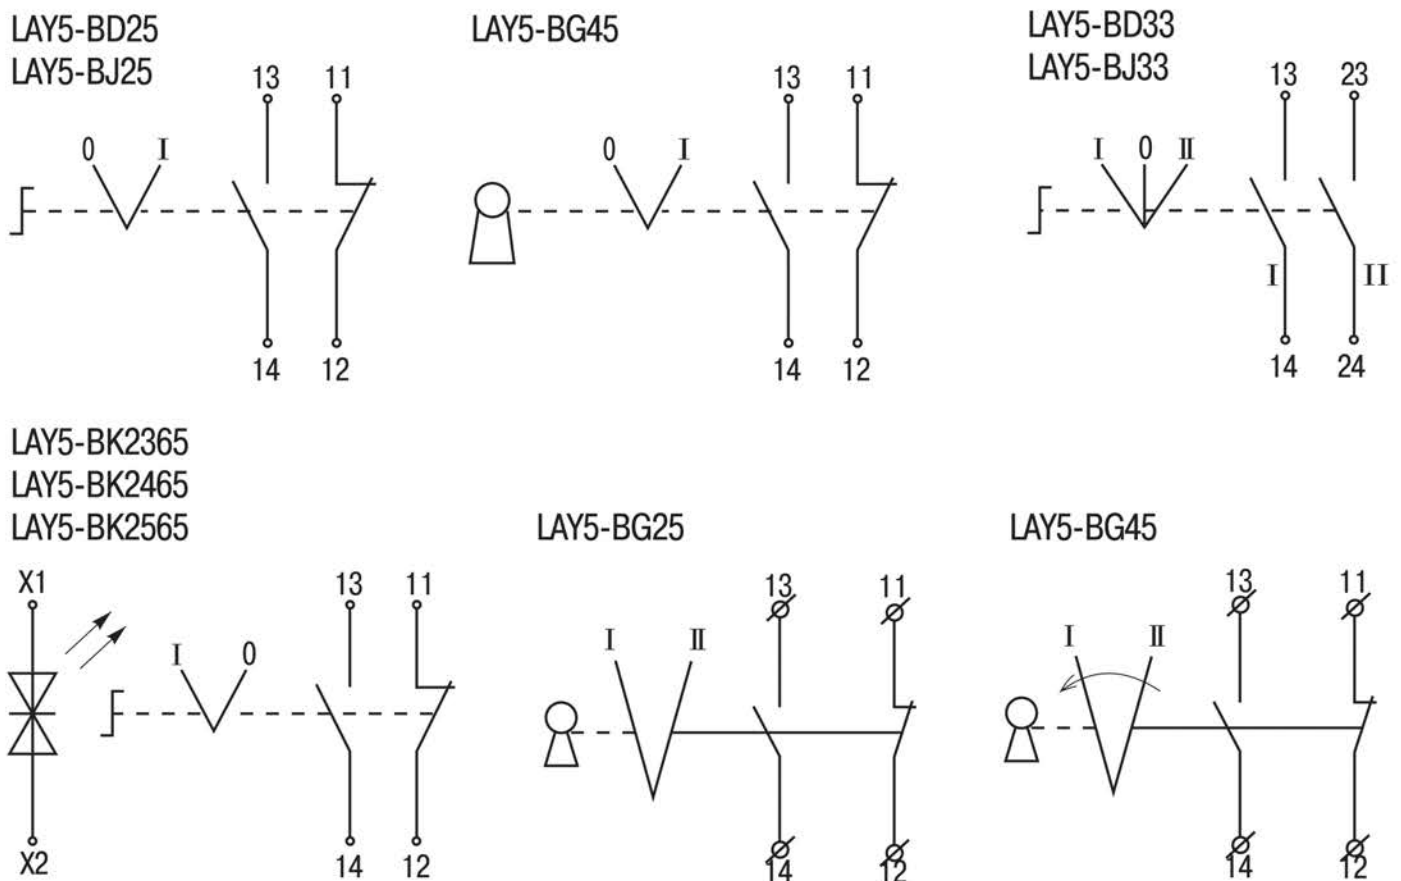 LAY5-BD25
LAY5-BJ25
13 11
0 I
14 12
LAY5-BG45
13 11
0 I
14 12
LAY5-BD33
LAY5-BJ33
13 23
I 0 II
I II
14 24
LAY5-BK2365
LAY5-BK2465
LAY5-BK2565
X1 13 11
I 0
X2 14 12
LAY5-BG25
13 11
I II
14 12
LAY5-BG45
13 11
I II
14 12